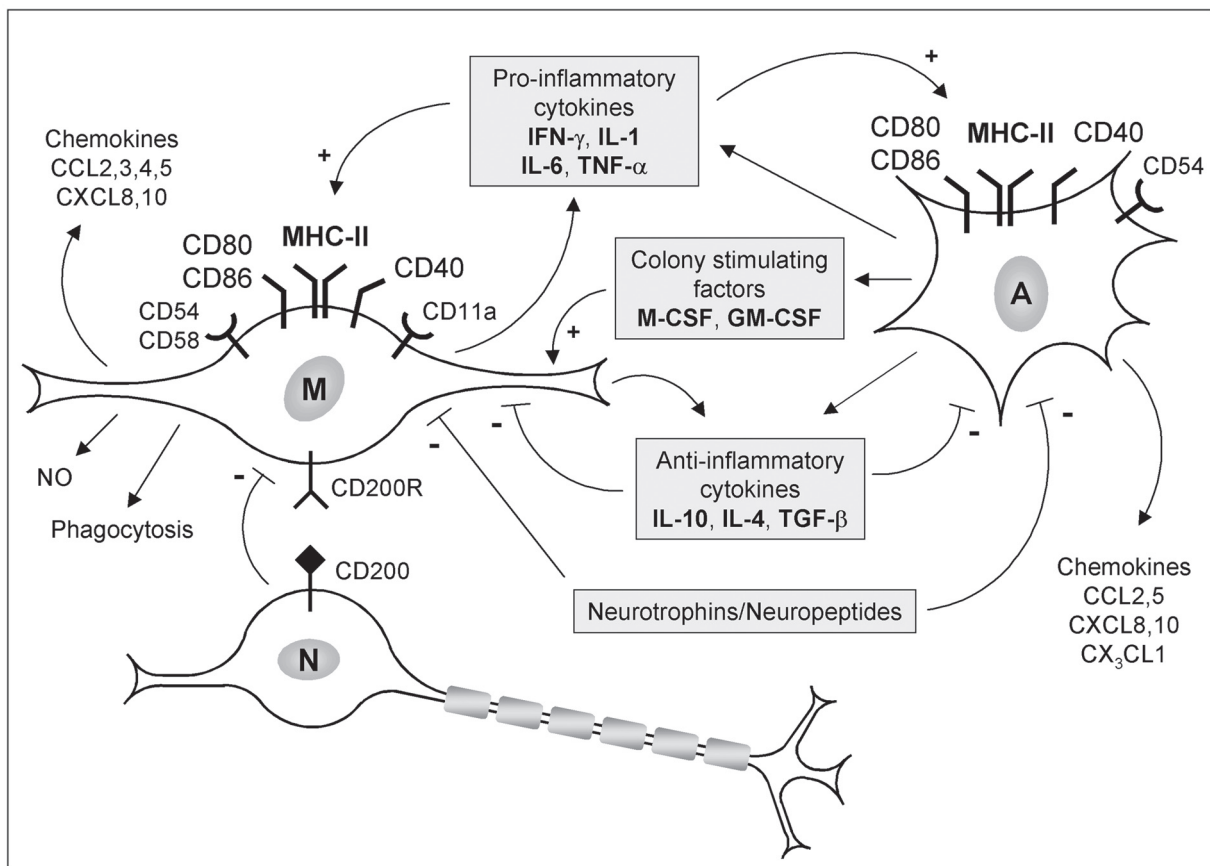 Pro-inflammatory
cytokines
IFN-γ, IL-1
IL-6, TNF-α
+
+
Chemokines
CCL2,3,4,5
CXCL8,10
CD80
CD86
MHC-II
CD40
CD54
CD58
CD11a
M
CD80
CD86
MHC-II
CD40
CD54
A
Colony stimulating
factors
M-CSF, GM-CSF
+
-
-
-
-
-
NO
Phagocytosis
CD200R
CD200
Anti-inflammatory
cytokines
IL-10, IL-4, TGF-β
Neurotrophins/Neuropeptides
Chemokines
CCL2,5
CXCL8,10
CX₃CL1
N